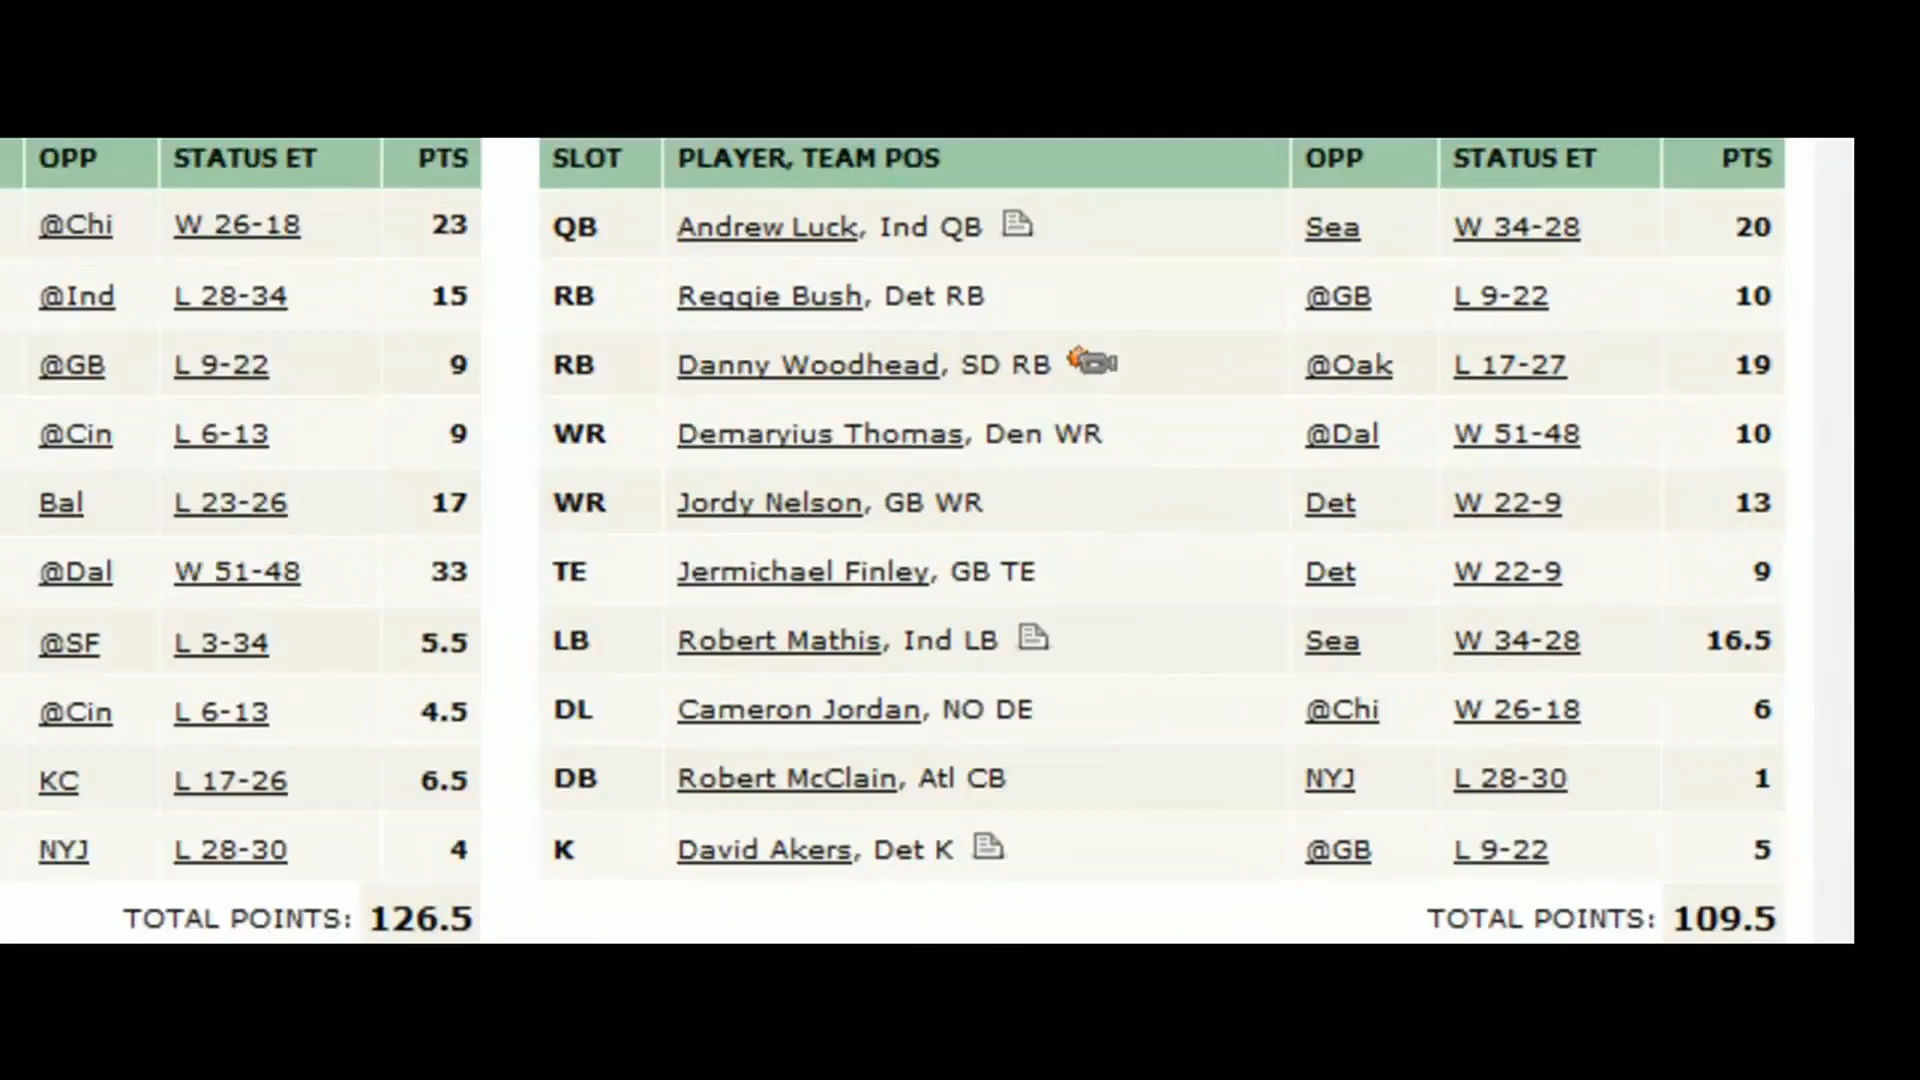 OPP STATUS ET PTS SLOT PLAYER, TEAM POS OPP STATUS ET PTS
@Chi W 26-18 23 QB Andrew Luck, Ind QB Sea W 34-28 20
@Ind L 28-34 15 RB Reggie Bush, Det RB @GB L 9-22 10
@GB L 9-22 9 RB Danny Woodhead, SD RB @Oak L 17-27 19
@Cin L 6-13 9 WR Demaryius Thomas, Den WR @Dal W 51-48 10
Bal L 23-26 17 WR Jordy Nelson, GB WR Det W 22-9 13
@Dal W 51-48 33 TE Jermichael Finley, GB TE Det W 22-9 9
@SF L 3-34 5.5 LB Robert Mathis, Ind LB Sea W 34-28 16.5
@Cin L 6-13 4.5 DL Cameron Jordan, NO DE @Chi W 26-18 6
KC L 17-26 6.5 DB Robert McClain, Atl CB NYJ L 28-30 1
NYJ L 28-30 4 K David Akers, Det K @GB L 9-22 5
TOTAL POINTS: 126.5 TOTAL POINTS: 109.5